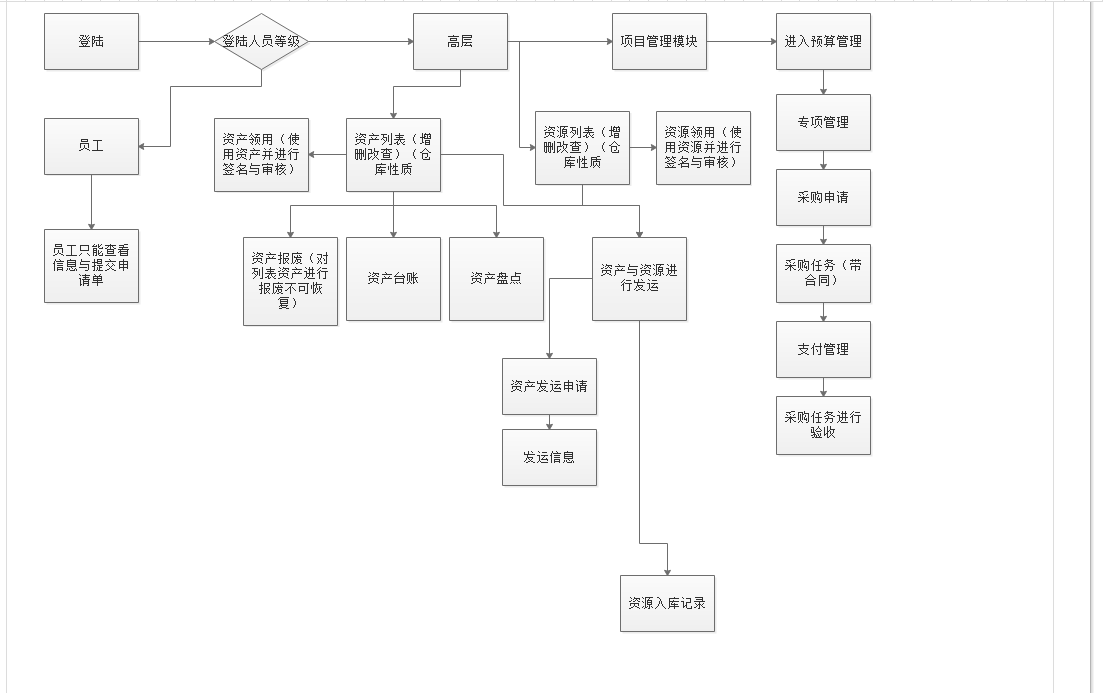 登陆
登陆人员等级
高层
项目管理模块
进入预算管理
员工
资产领用（使
用资产并进行
签名与审核）
资产列表（增
删改查）（仓
库性质
资源列表（增
删改查）（仓
库性质
资源领用（使
用资源并进行
签名与审核）
专项管理
采购申请
员工只能查看
信息与提交申
请单
资产报废（对
列表资产进行
报废不可恢
复）
资产台账
资产盘点
资产与资源进
行发运
采购任务（带
合同）
支付管理
资产发运申请
采购任务进行
验收
发运信息
资源入库记录